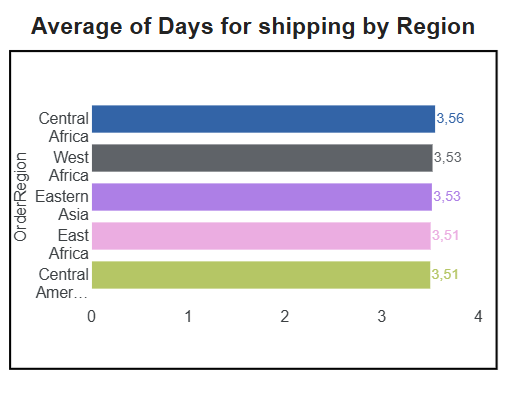 Average of Days for shipping by Region
OrderRegion
Central
Africa
3,56
West
Africa
3,53
Eastern
Asia
3,53
East
Africa
3,51
Central
Amer…
3,51
0 1 2 3 4